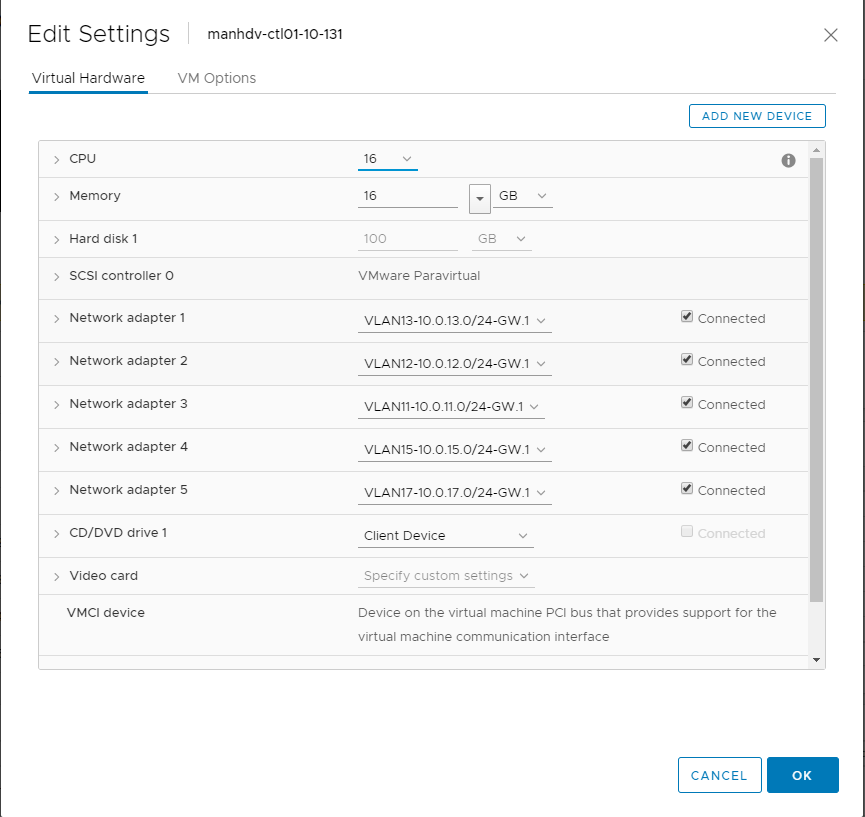 Edit Settings manhdv-ctl01-10-131
Virtual Hardware VM Options
ADD NEW DEVICE
CPU 16
Memory 16 GB
Hard disk 1 100 GB
SCSI controller 0 VMware Paravirtual
Network adapter 1 VLAN13-10.0.13.0/24-GW.1 Connected
Network adapter 2 VLAN12-10.0.12.0/24-GW.1 Connected
Network adapter 3 VLAN11-10.0.11.0/24-GW.1 Connected
Network adapter 4 VLAN15-10.0.15.0/24-GW.1 Connected
Network adapter 5 VLAN17-10.0.17.0/24-GW.1 Connected
CD/DVD drive 1 Client Device Connected
Video card Specify custom settings
VMCI device Device on the virtual machine PCI bus that provides support for the
virtual machine communication interface
CANCEL OK